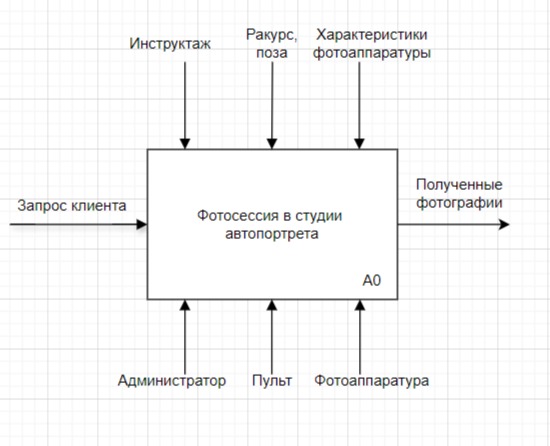 Инструктаж
Ракурс,
поза
Характеристики
фотоаппаратуры
Запрос клиента
Фотосессия в студии
автопортрета
A0
Полученные
фотографии
Администратор
Пульт
Фотоаппаратура